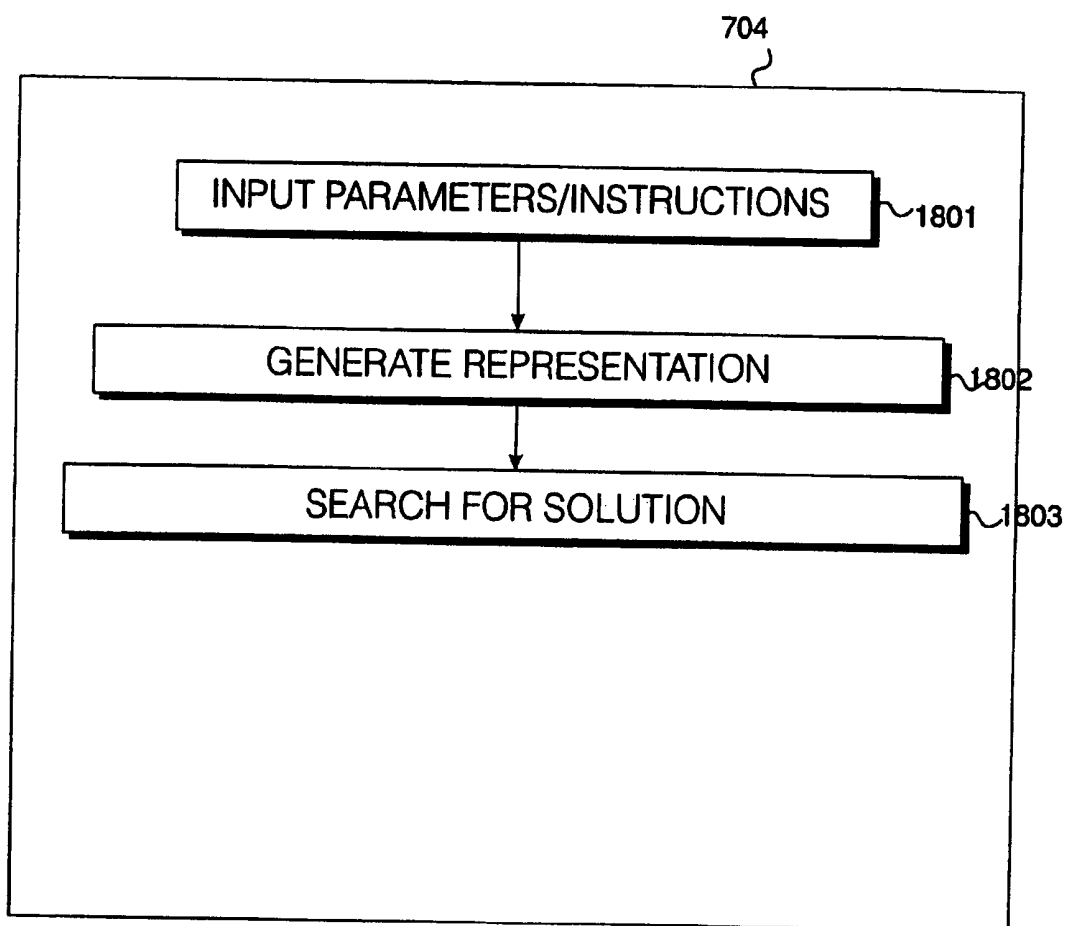 704
INPUT PARAMETERS/INSTRUCTIONS
1801
GENERATE REPRESENTATION
1802
SEARCH FOR SOLUTION
1803